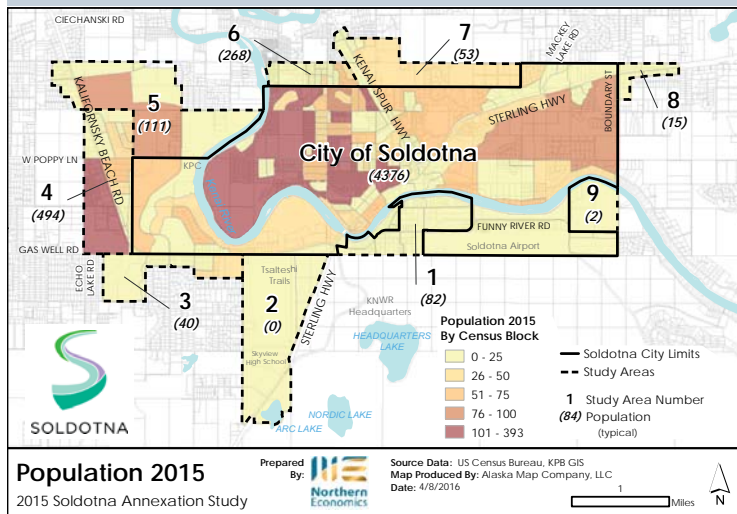 CIECHANSKI RD
6
(268)
7
(53)
MACKEY
LAKE RD
KENAI SPUR HWY
BOUNDARY ST
8
(15)
KALIFORNSKY BEACH RD
5
(111)
STERLING HWY
W POPPY LN
KPC
City of Soldotna
(4376)
Kenai River
4
(494)
9
(2)
FUNNY RIVER RD
Soldotna Airport
GAS WELL RD
ECHO
LAKE RD
Tsalteshi
Trails
STERLING HWY
1
(82)
3
(40)
2
(0)
KNWR
Headquarters
HEADQUARTERS
LAKE
Skyview
High School
NORDIC LAKE
ARC LAKE
SOLDOTNA
Population 2015
By Census Block
0 - 25
26 - 50
51 - 75
76 - 100
101 - 393
Soldotna City Limits
Study Areas
1 Study Area Number
(84) Population
(typical)
Population 2015
2015 Soldotna Annexation Study
Prepared
By:
Northern
Economics
Source Data: US Census Bureau, KPB GIS
Map Produced By: Alaska Map Company, LLC
Date: 4/8/2016
1
Miles
N